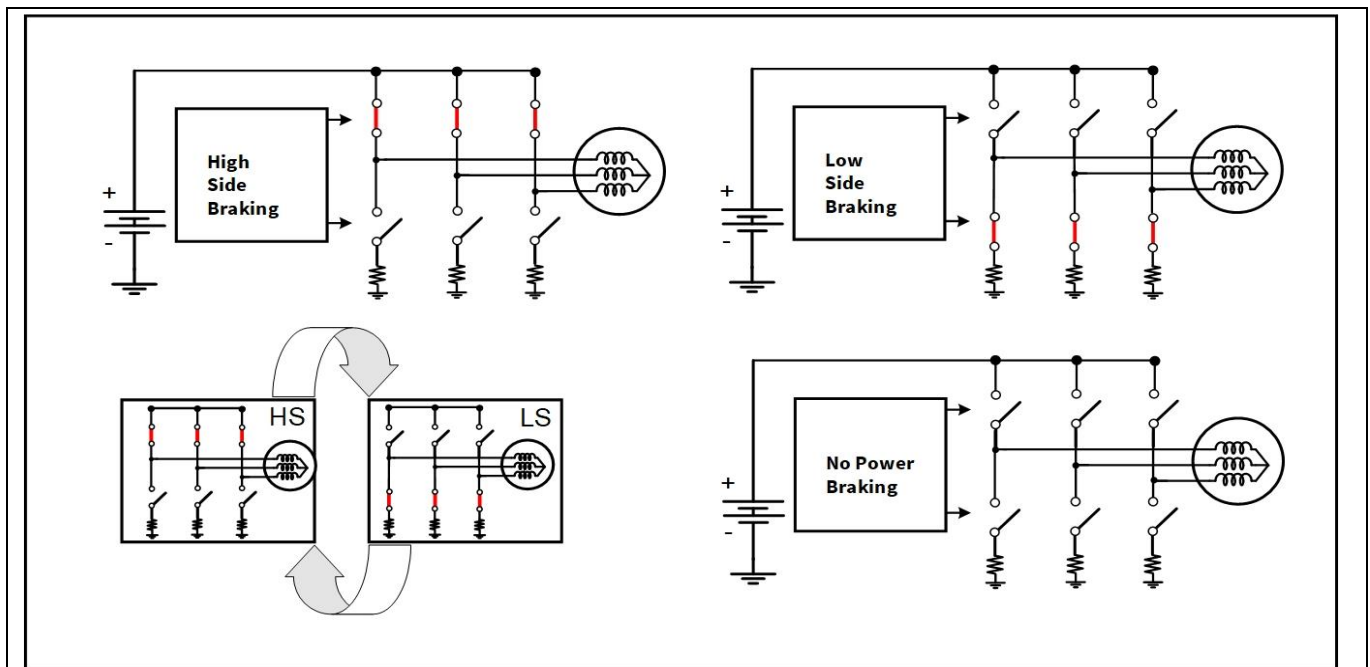 High
Side
Braking
+
-
Low
Side
Braking
+
-
HS
LS
No Power
Braking
+
-